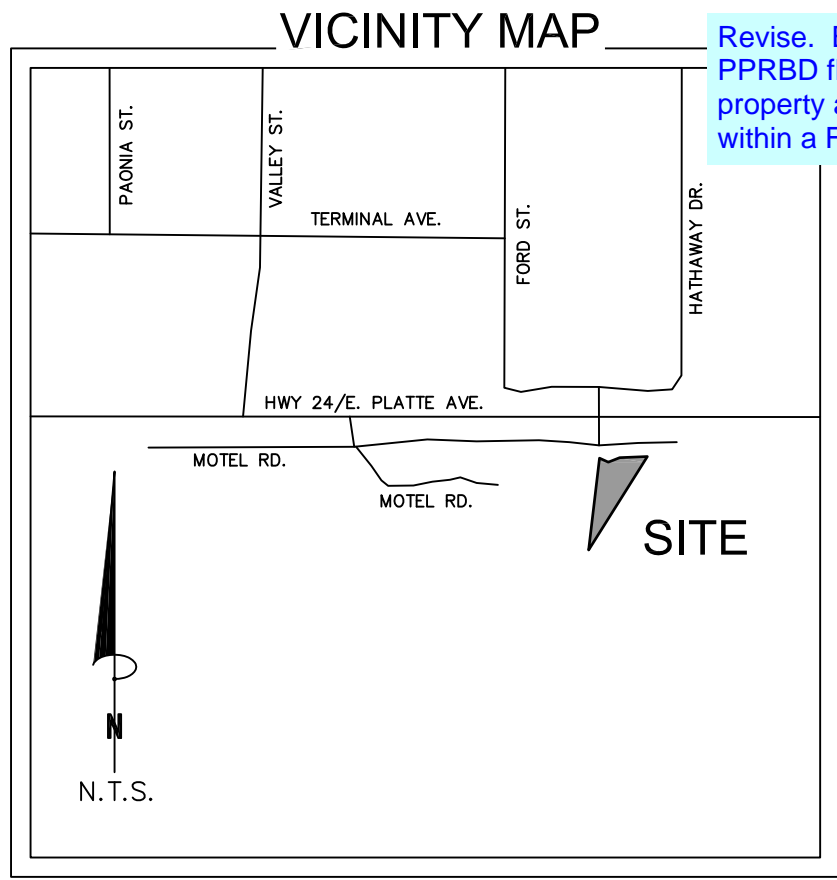 VICINITY MAP
Revise.
PPRBD
property
within a
PAONIA ST.
VALLEY ST.
TERMINAL AVE.
FORD ST.
HATHAWAY DR.
HWY 24/E. PLATTE AVE.
MOTEL RD.
MOTEL RD.
SITE
N
N.T.S.